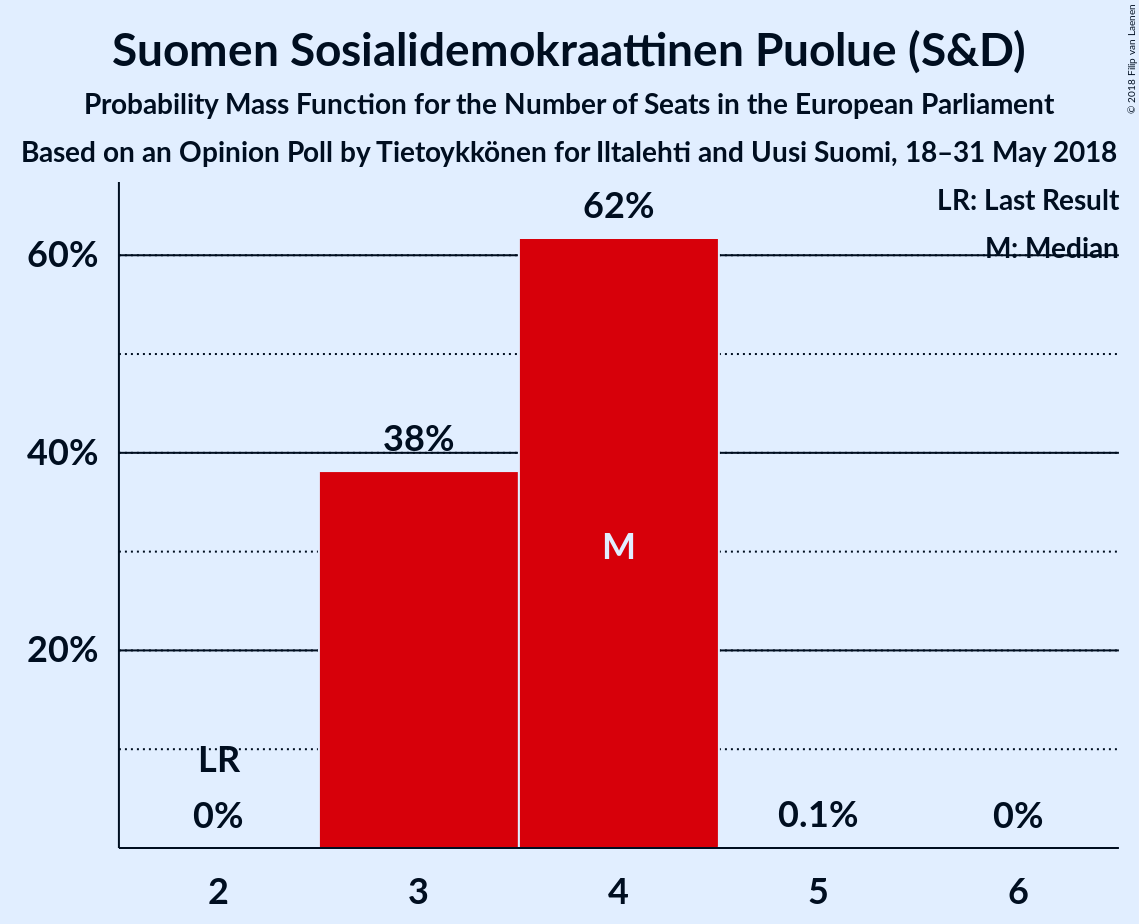 Suomen Sosialidemokraattinen Puolue (S&D)
Probability Mass Function for the Number of Seats in the European Parliament
Based on an Opinion Poll by Tietoykkönen for Iltalehti and Uusi Suomi, 18–31 May 2018
© 2018 Filip van Laenen
LR: Last Result
M: Median
62%
60%
38%
40%
M
20%
LR
0%
0.1%
0%
2 3 4 5 6